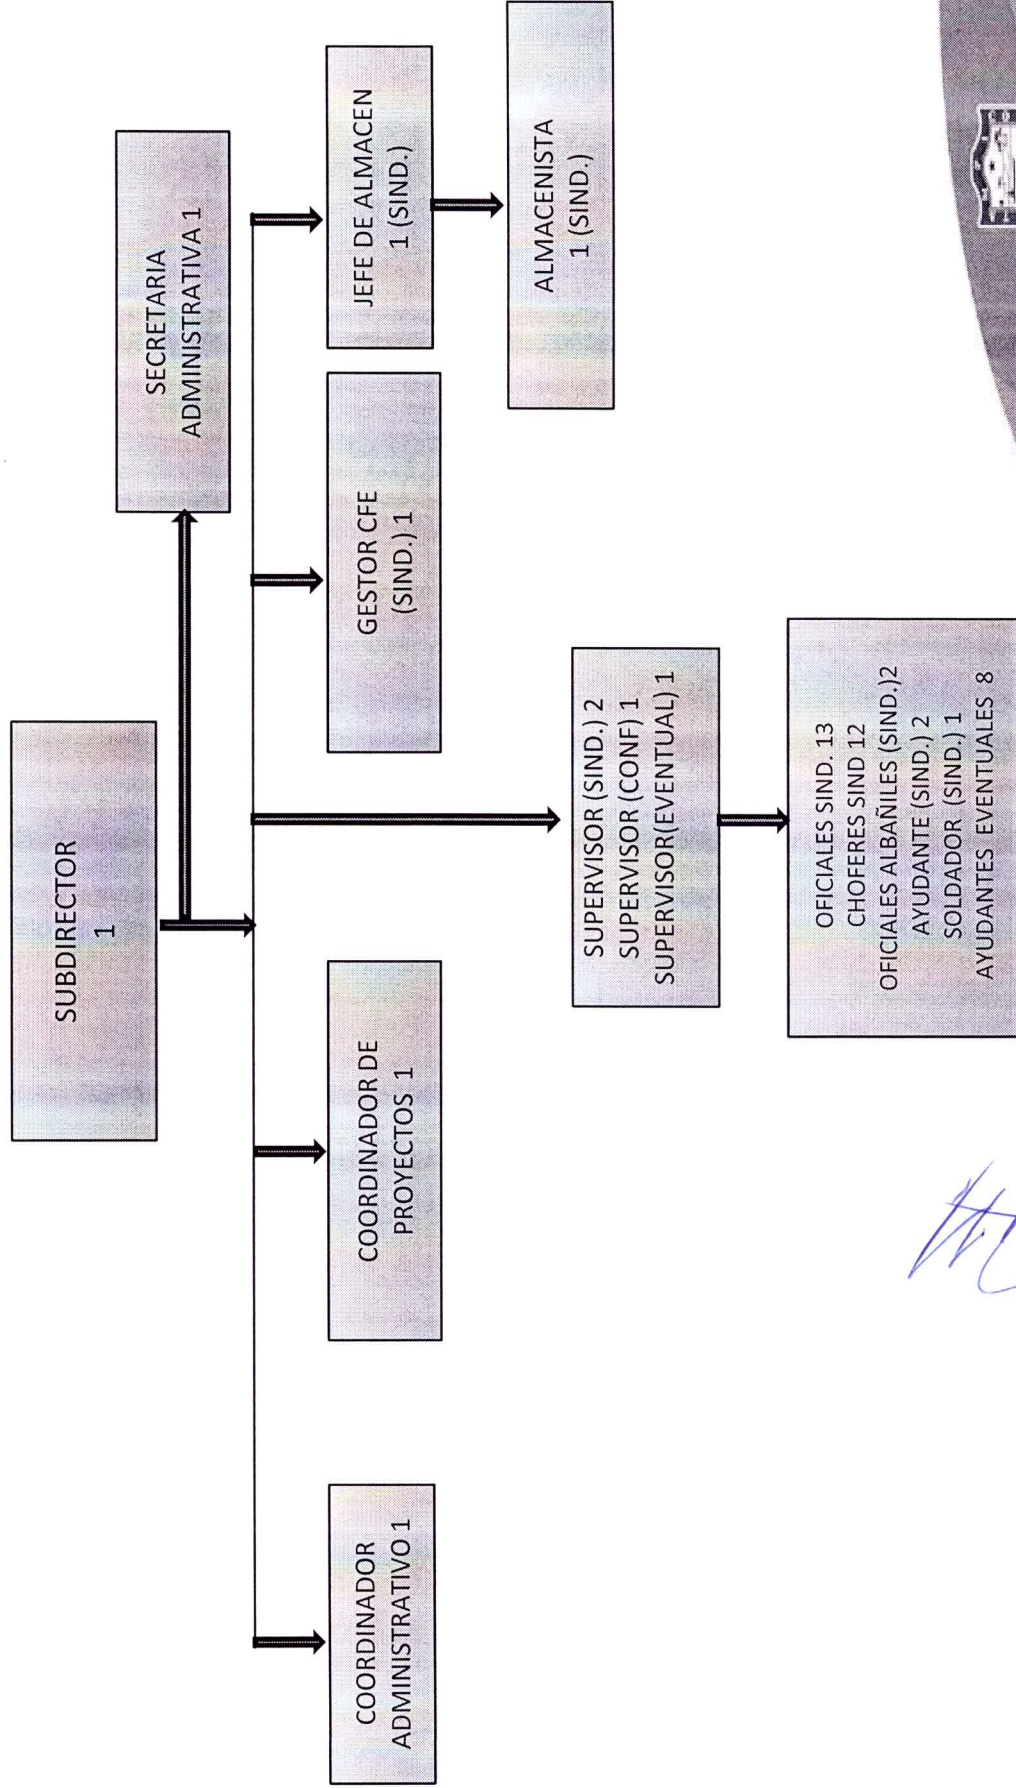 SUBDIRECTOR
1
SECRETARIA
ADMINISTRATIVA 1
COORDINADOR
ADMINISTRATIVO 1
COORDINADOR DE
PROYECTOS 1
GESTOR CFE
(SIND.) 1
JEFE DE ALMACEN
1 (SIND.)
ALMACENISTA
1 (SIND.)
SUPERVISOR (SIND.) 2
SUPERVISOR (CONF) 1
SUPERVISOR(EVENTUAL) 1
OFICIALES SIND. 13
CHOFERES SIND 12
OFICIALES ALBAÑILES (SIND.)2
AYUDANTE (SIND.) 2
SOLDADOR (SIND.) 1
AYUDANTES EVENTUALES 8